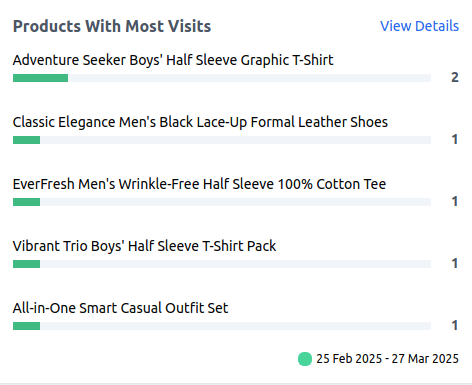 Products With Most Visits
View Details
Adventure Seeker Boys' Half Sleeve Graphic T-Shirt
2
Classic Elegance Men's Black Lace-Up Formal Leather Shoes
1
EverFresh Men's Wrinkle-Free Half Sleeve 100% Cotton Tee
1
Vibrant Trio Boys' Half Sleeve T-Shirt Pack
1
All-in-One Smart Casual Outfit Set
1
25 Feb 2025 - 27 Mar 2025